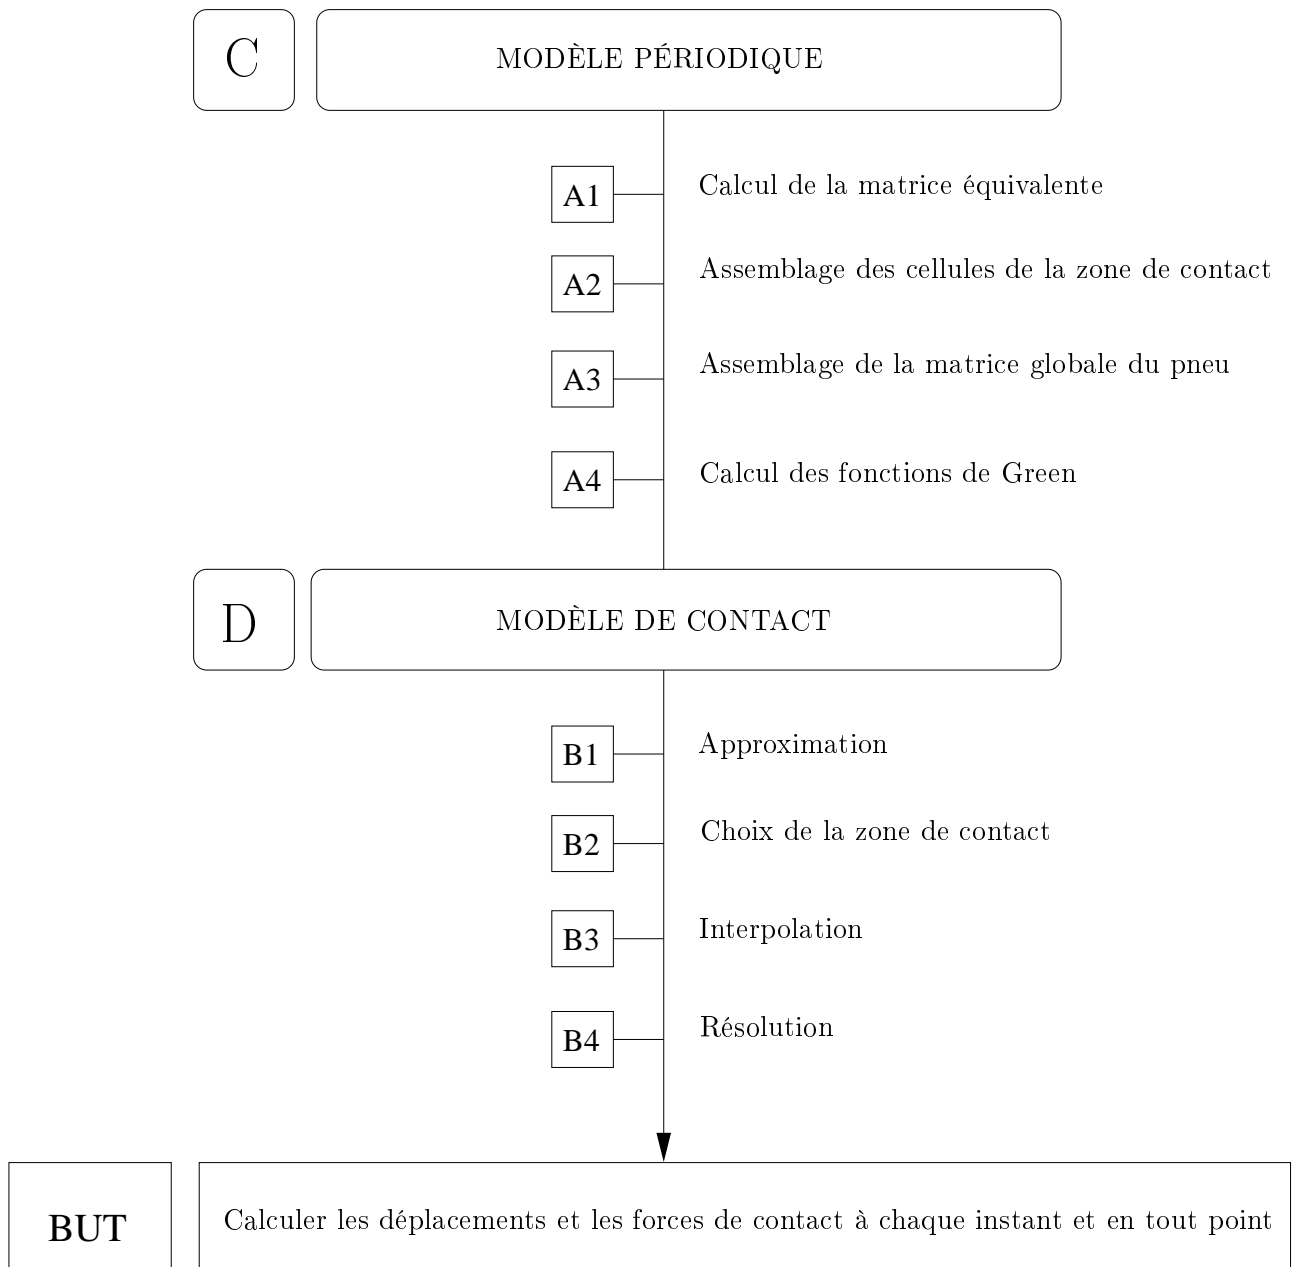 C
MODÈLE PÉRIODIQUE
A1
Calcul de la matrice équivalente
A2
Assemblage des cellules de la zone de contact
A3
Assemblage de la matrice globale du pneu
A4
Calcul des fonctions de Green
D
MODÈLE DE CONTACT
B1
Approximation
B2
Choix de la zone de contact
B3
Interpolation
B4
Résolution
BUT
Calculer les déplacements et les forces de contact à chaque instant et en tout point